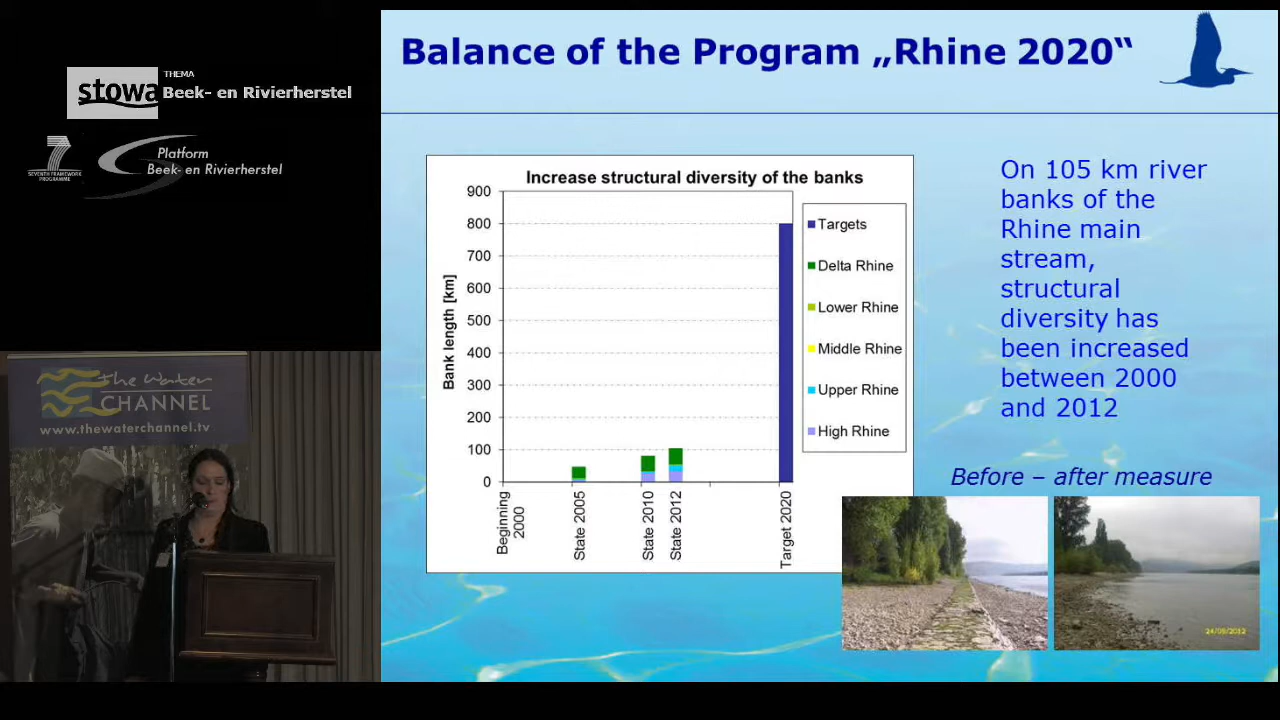 Balance of the Program „Rhine 2020“
stowa
THEMA
Beek- en Rivierherstel
SEVENTH FRAMEWORK
PROGRAMME
Platform
Beek- en Rivierherstel
Increase structural diversity of the banks
Bank length [km]
900
800
700
600
500
400
300
200
100
0
Beginning
2000
State 2005
State 2010
State 2012
Target 2020
Targets
Delta Rhine
Lower Rhine
Middle Rhine
Upper Rhine
High Rhine
On 105 km river
banks of the
Rhine main
stream,
structural
diversity has
been increased
between 2000
and 2012
Before – after measure
24/09/2012
the water
CHANNEL
www.thewaterchannel.tv